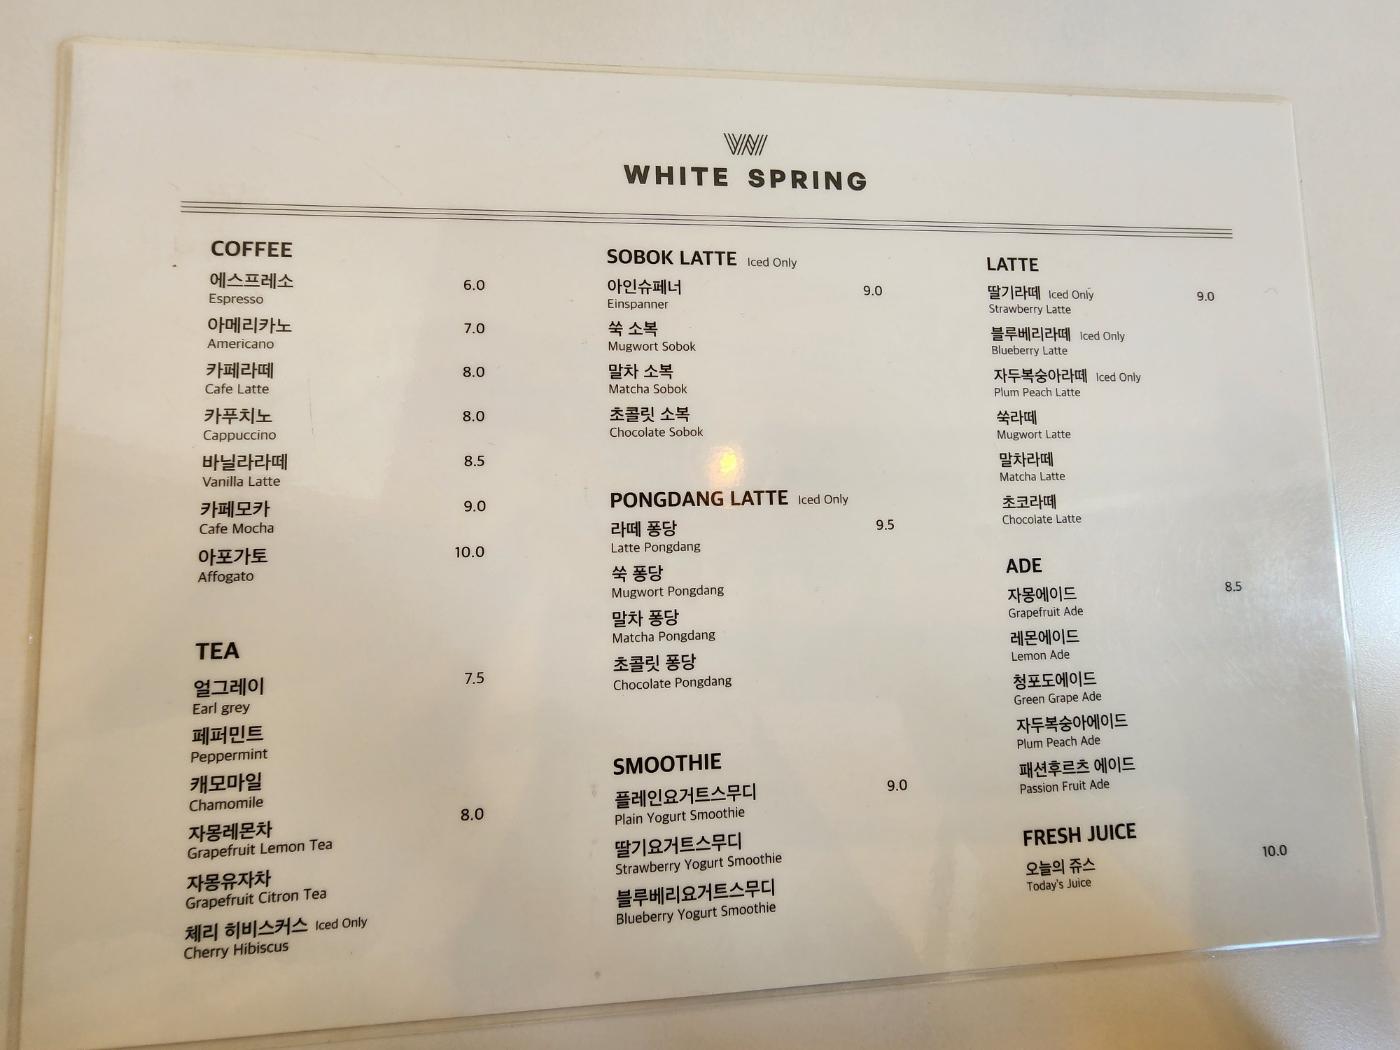 WHITE SPRING
COFFEE
에스프레소 6.0
Espresso
아메리카노 7.0
Americano
카페라떼 8.0
Cafe Latte
카푸치노 8.0
Cappuccino
바닐라라떼 8.5
Vanilla Latte
카페모카 9.0
Cafe Mocha
아포가토 10.0
Affogato
TEA
얼그레이 7.5
Earl grey
페퍼민트
Peppermint
캐모마일
Chamomile
자몽레몬차 8.0
Grapefruit Lemon Tea
자몽유자차
Grapefruit Citron Tea
체리 히비스커스 Iced Only
Cherry Hibiscus
SOBOK LATTE Iced Only
아인슈페너 9.0
Einspanner
쑥 소복
Mugwort Sobok
말차 소복
Matcha Sobok
초콜릿 소복
Chocolate Sobok
PONGDANG LATTE Iced Only
라떼 퐁당 9.5
Latte Pongdang
쑥 퐁당
Mugwort Pongdang
말차 퐁당
Matcha Pongdang
초콜릿 퐁당
Chocolate Pongdang
SMOOTHIE
플레인요거트스무디 9.0
Plain Yogurt Smoothie
딸기요거트스무디
Strawberry Yogurt Smoothie
블루베리요거트스무디
Blueberry Yogurt Smoothie
LATTE
딸기라떼 Iced Only 9.0
Strawberry Latte
블루베리라떼 Iced Only
Blueberry Latte
자두복숭아라떼 Iced Only
Plum Peach Latte
쑥라떼
Mugwort Latte
말차라떼
Matcha Latte
초코라떼
Chocolate Latte
ADE
자몽에이드 8.5
Grapefruit Ade
레몬에이드
Lemon Ade
청포도에이드
Green Grape Ade
자두복숭아에이드
Plum Peach Ade
패션후르츠 에이드
Passion Fruit Ade
FRESH JUICE
오늘의 쥬스 10.0
Today's Juice